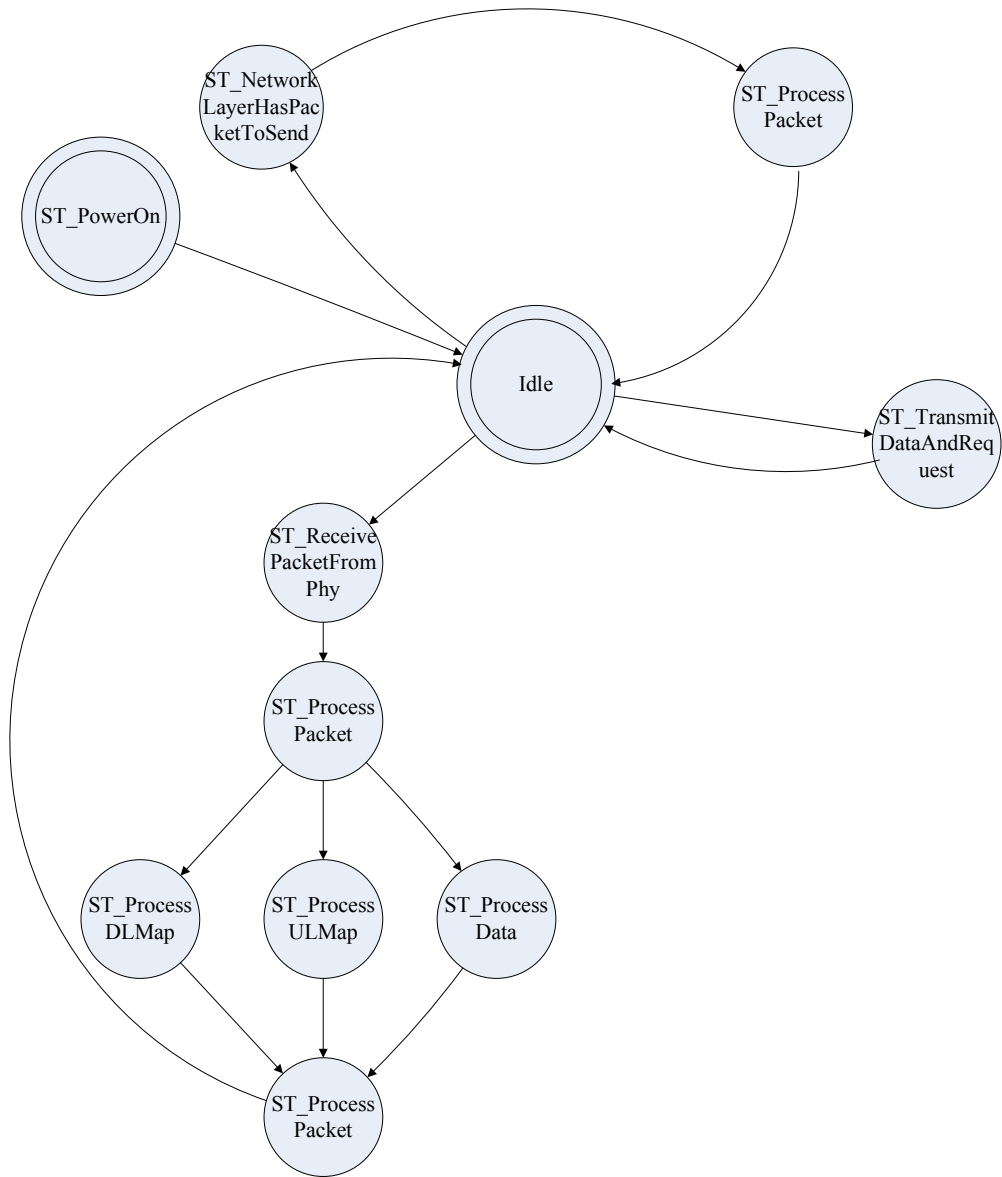 ST_Network
LayerHasPac
ketToSend
ST_Process
Packet
ST_PowerOn
Idle
ST_Transmit
DataAndReq
uest
ST_Receive
PacketFrom
Phy
ST_Process
Packet
ST_Process
DLMap
ST_Process
ULMap
ST_Process
Data
ST_Process
Packet